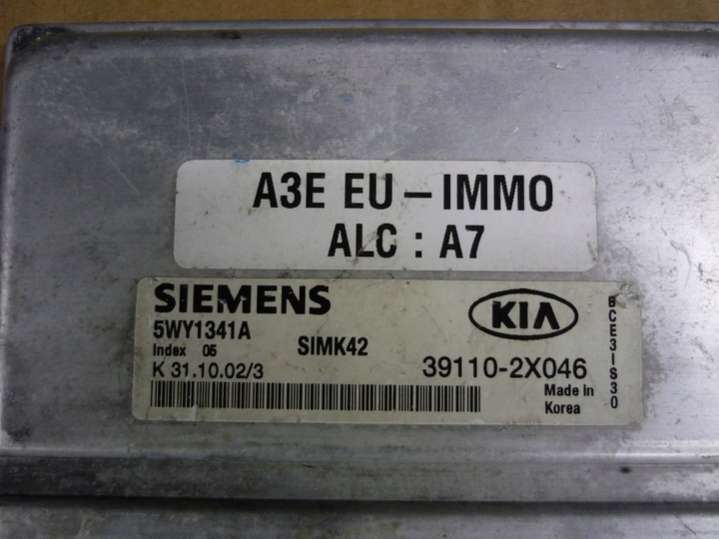 A3E EU – IMMO
ALC : A7
SIEMENS
KIA
5WY1341A
Index 05
SIMK42
39110-2X046
K 31.10.02/3
Made in
Korea
BCE3IS30